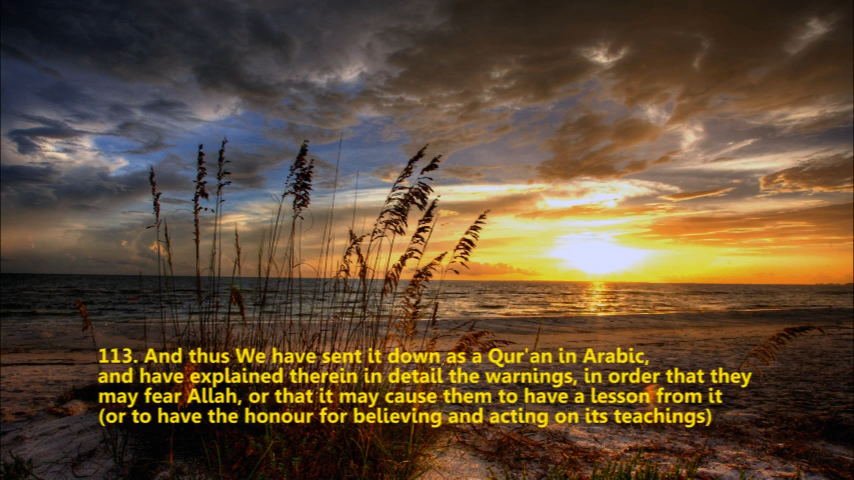 113. And thus We have sent it down as a Qur'an in Arabic,
and have explained therein in detail the warnings, in order that they
may fear Allah, or that it may cause them to have a lesson from it
(or to have the honour for believing and acting on its teachings)